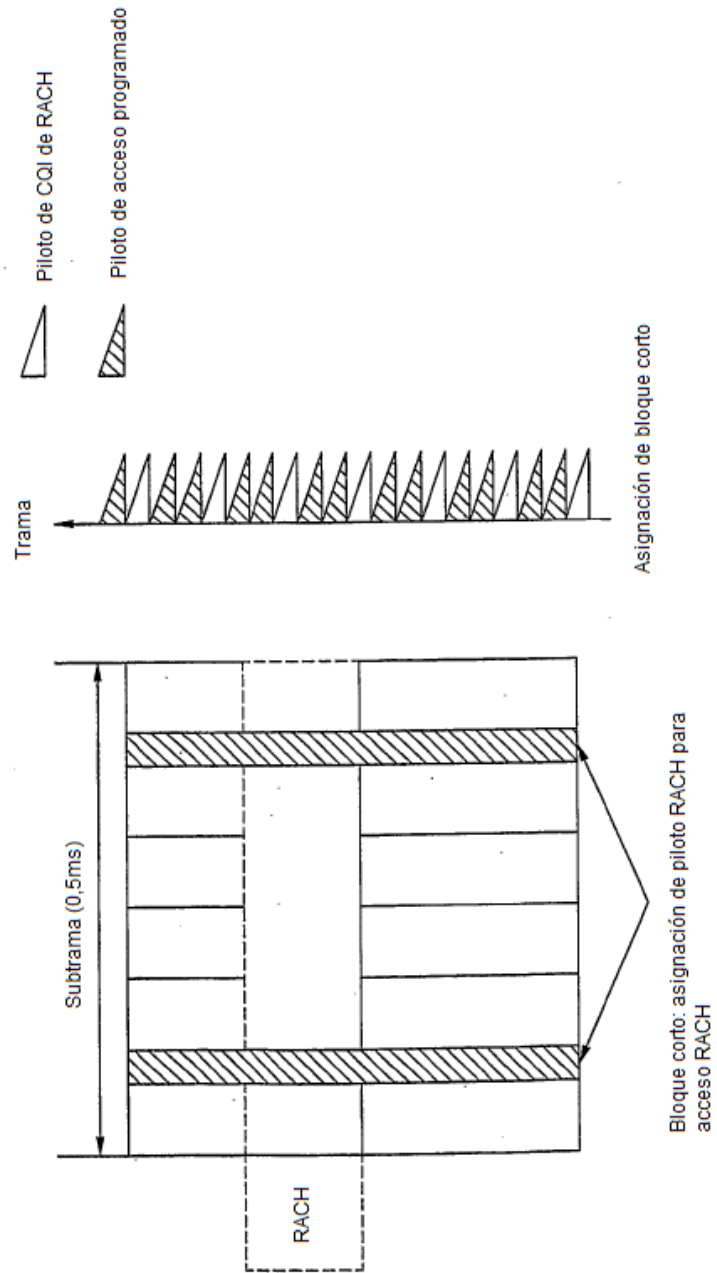 Trama
Piloto de CQI de RACH
Piloto de acceso programado
Asignación de bloque corto
Subtrama (0,5ms)
RACH
Bloque corto: asignación de piloto RACH para
acceso RACH